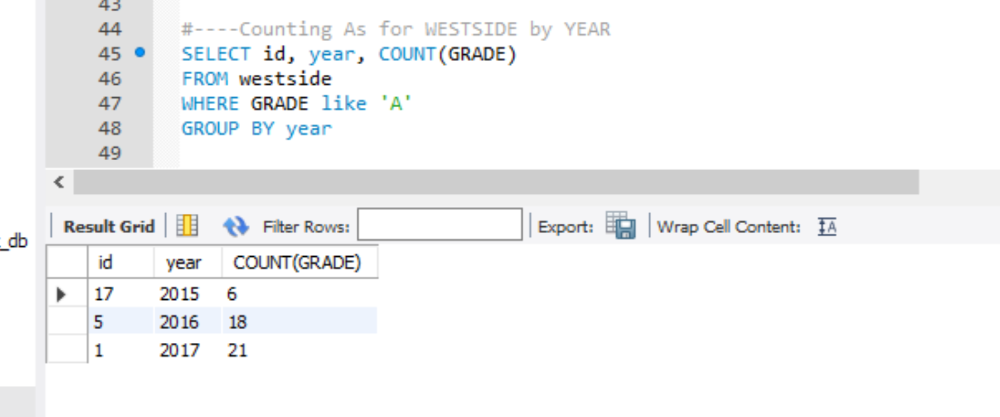 43
44 #----Counting As for WESTSIDE by YEAR
45 SELECT id, year, COUNT(GRADE)
46 FROM westside
47 WHERE GRADE like 'A'
48 GROUP BY year
49
Result Grid Filter Rows: Export: Wrap Cell Content: A
_db
id year COUNT(GRADE)
17 2015 6
5 2016 18
1 2017 21